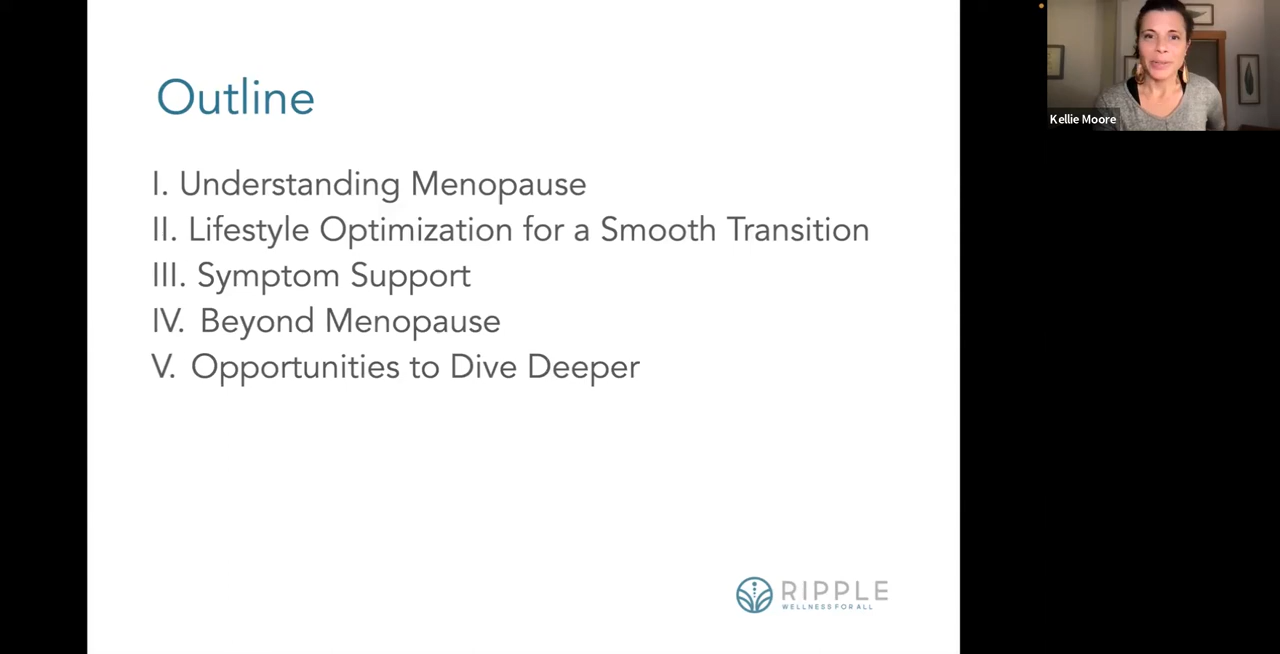 Outline
I. Understanding Menopause
II. Lifestyle Optimization for a Smooth Transition
III. Symptom Support
IV. Beyond Menopause
V. Opportunities to Dive Deeper
RIPPLE
WELLNESS FOR ALL
Kellie Moore